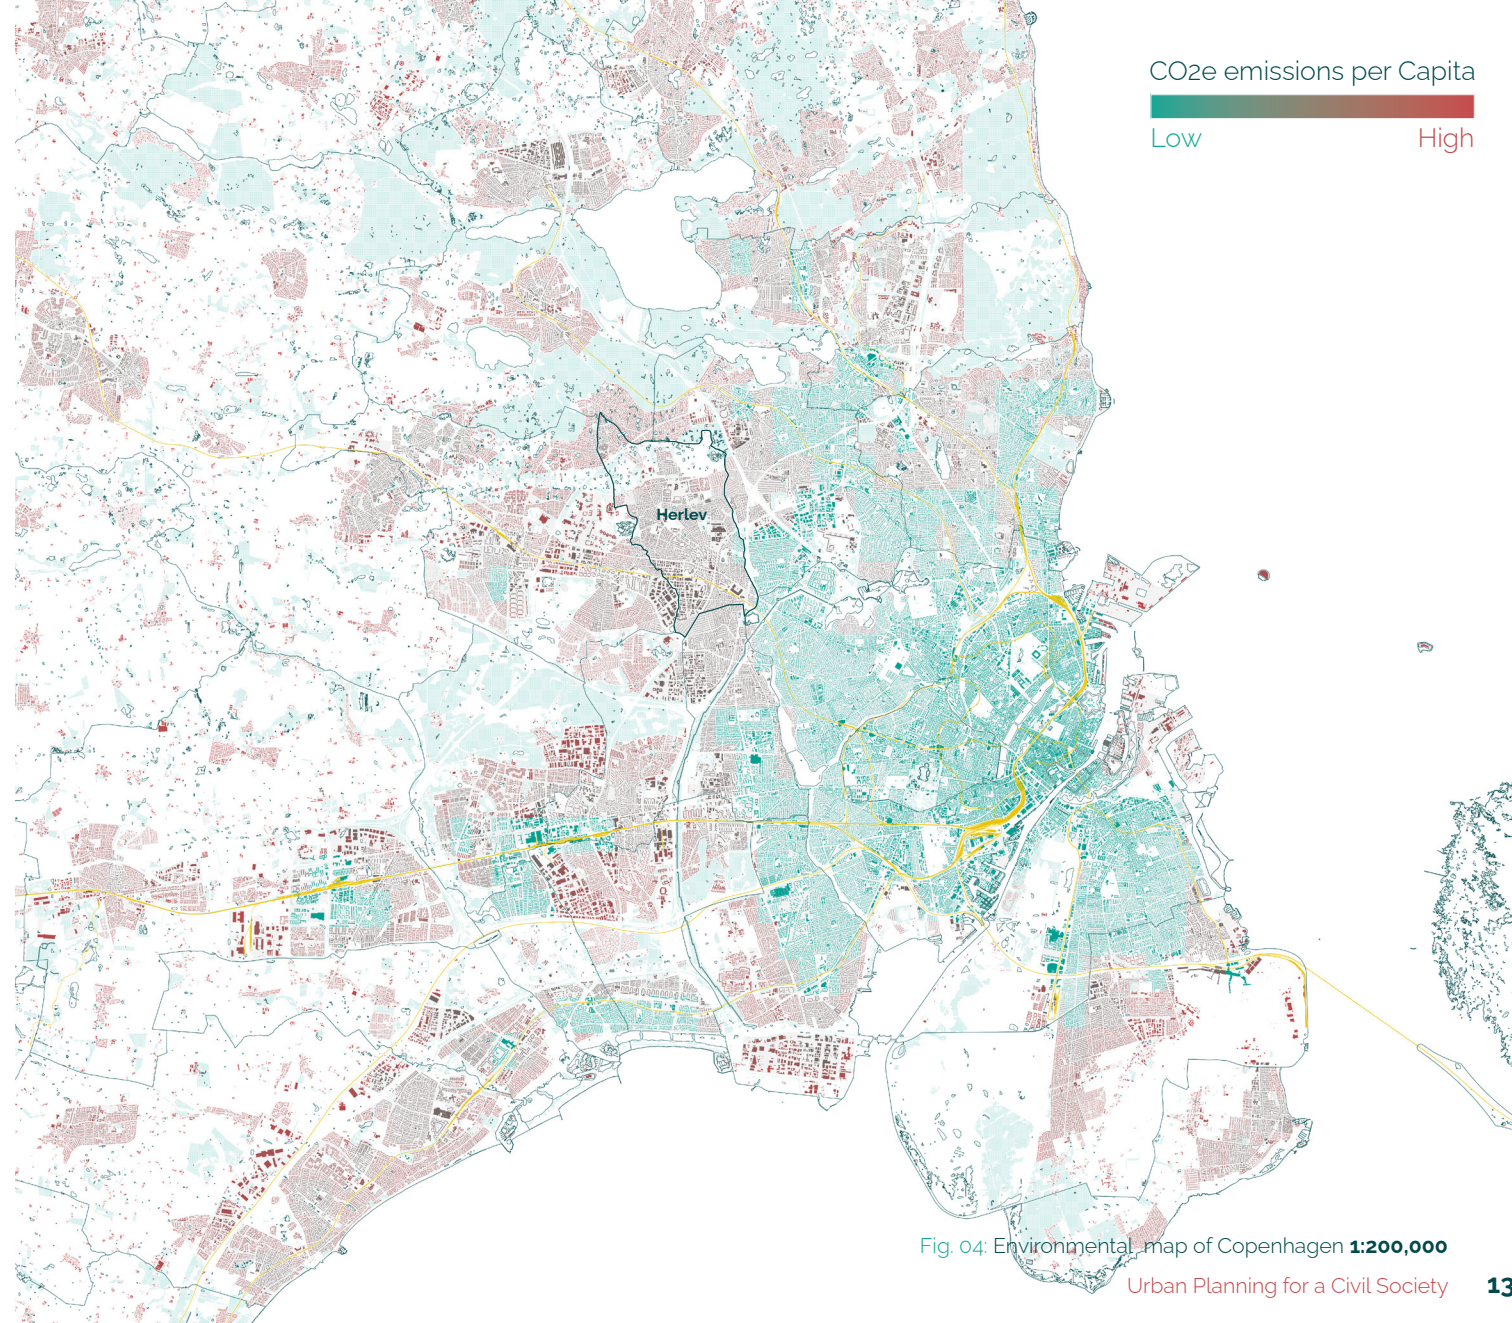 CO2e emissions per Capita
Low
High
Herlev
Fig. 04: Environmental map of Copenhagen 1:200,000
Urban Planning for a Civil Society
13